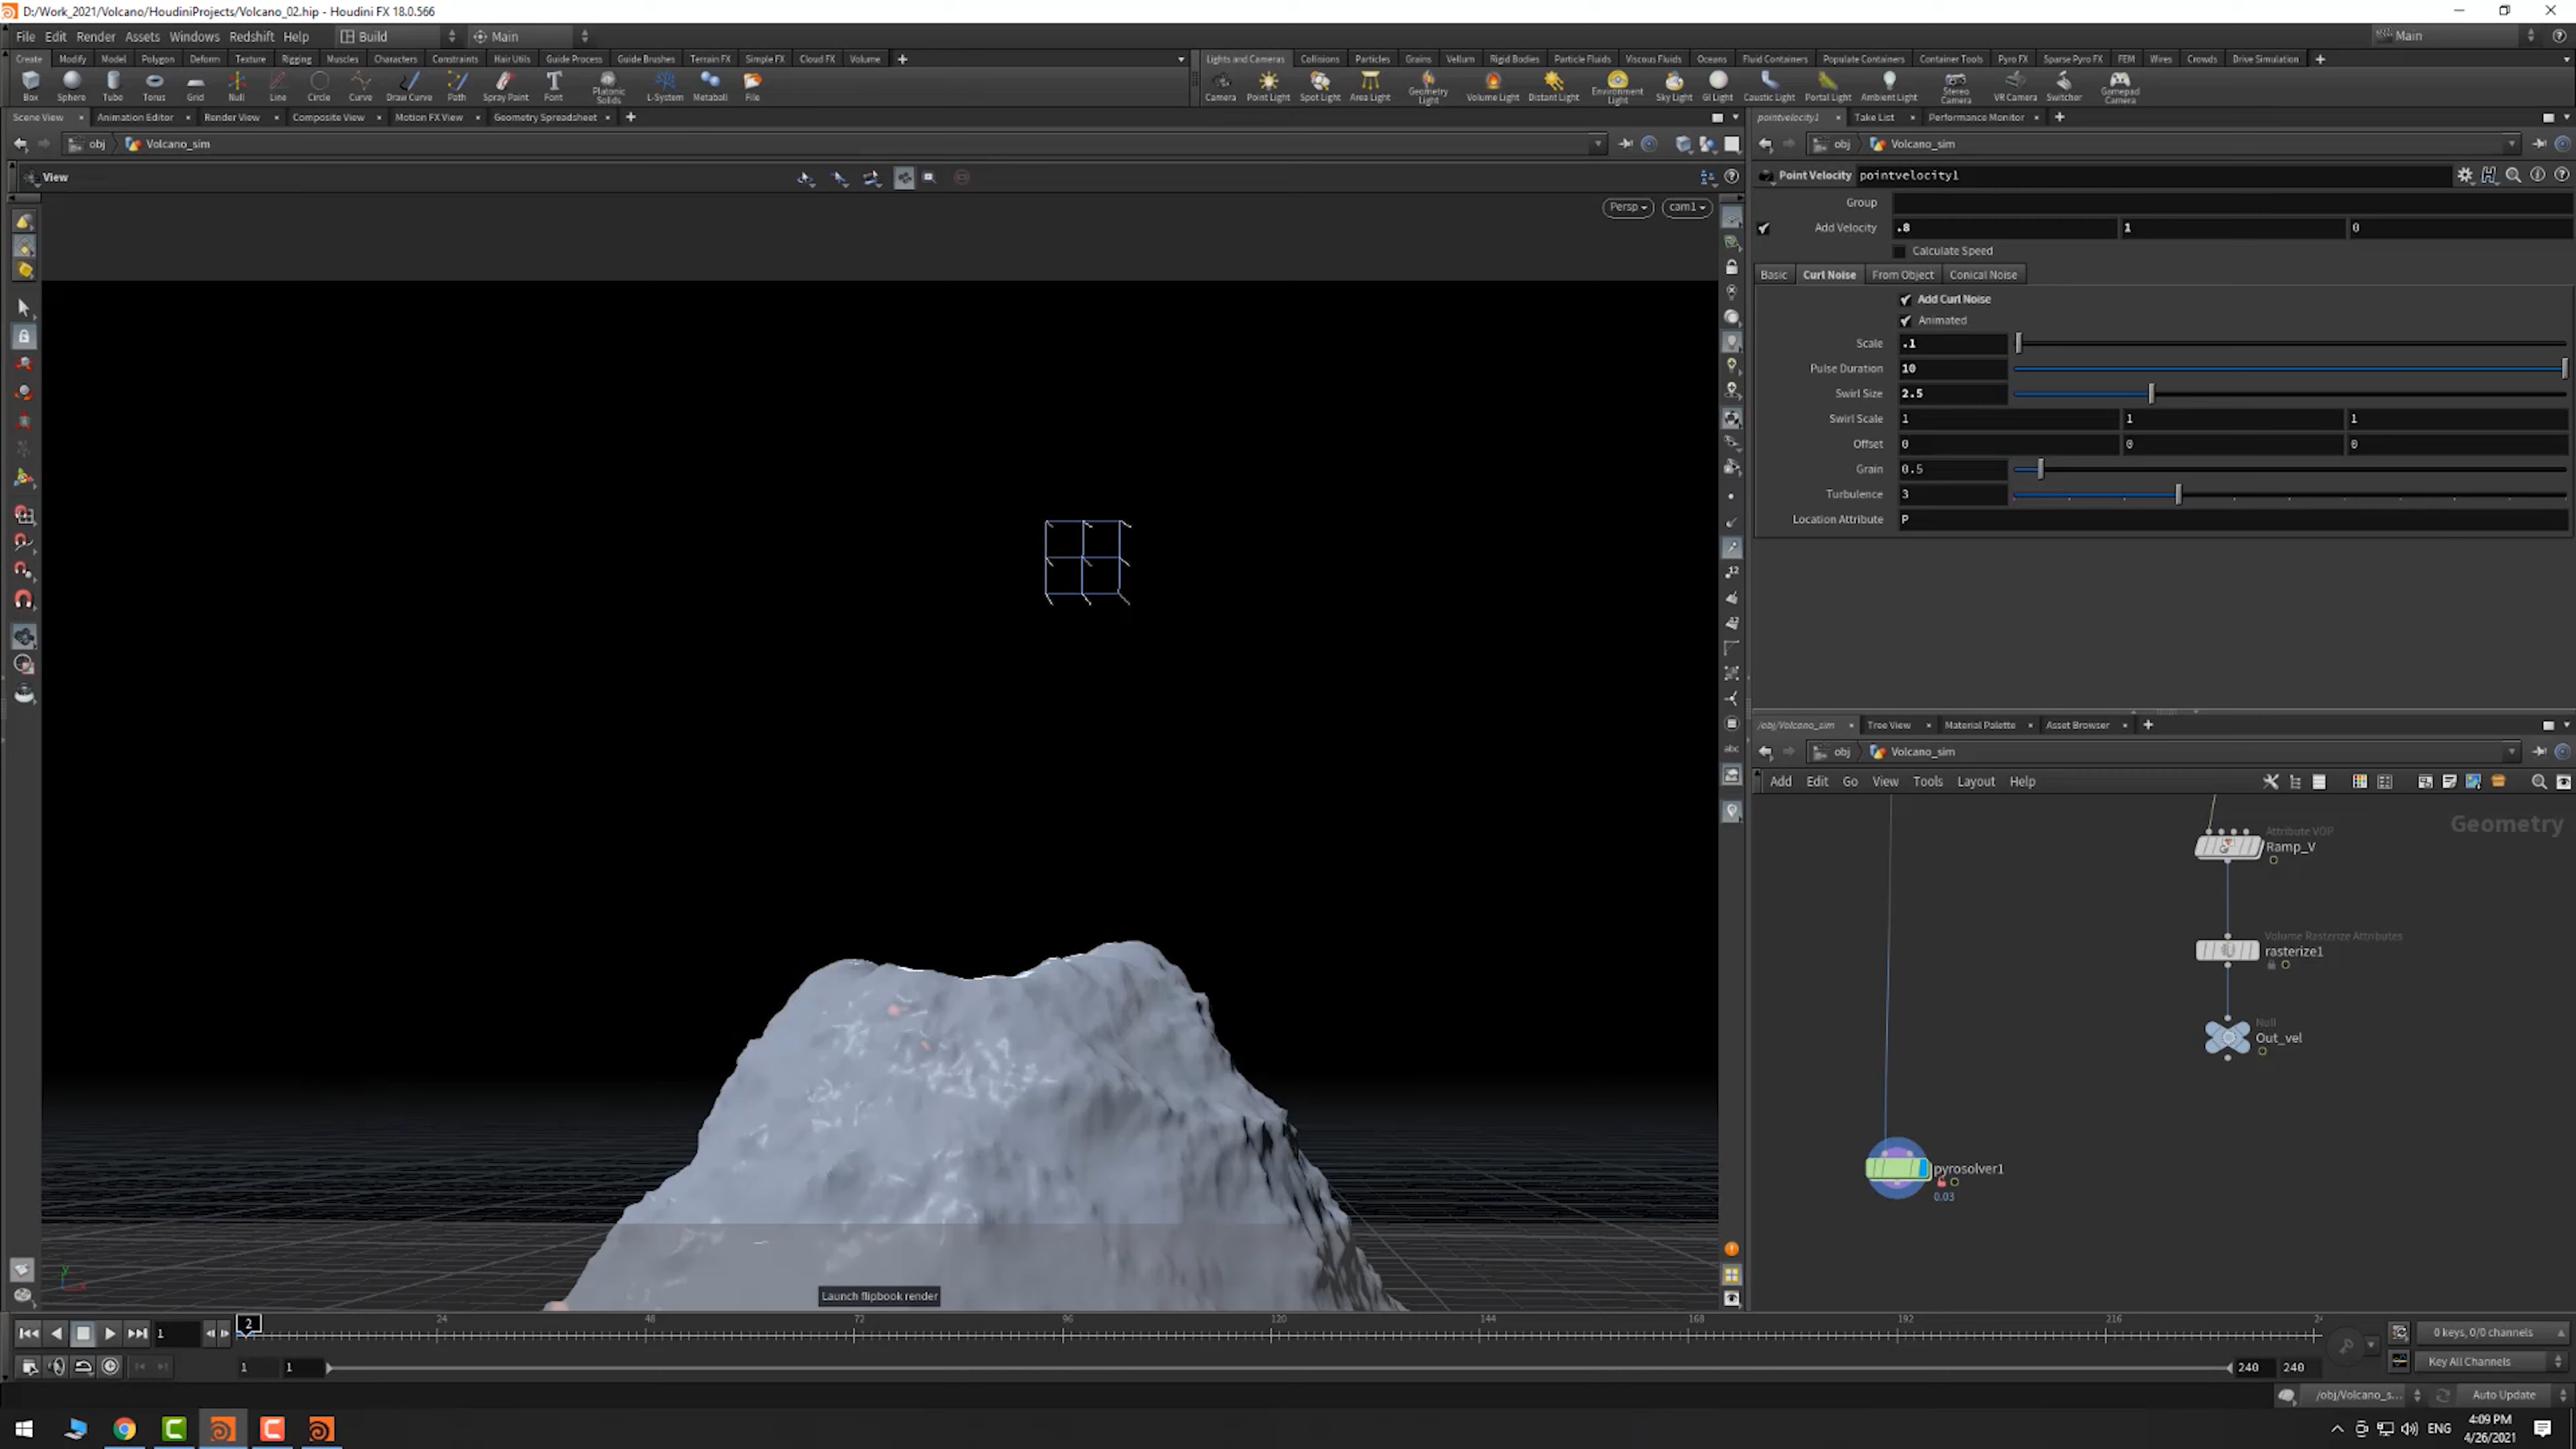 D:/Work_2021/Volcano/HoudiniProjects/Volcano_02.hip - Houdini FX 18.0.566
File Edit Render Assets Windows Redshift Help Build Main Main
Create Modify Model Polygon Deform Texture Rigging Muscles Characters Constraints Hair Utils Guide Process Guide Brushes Terrain FX Simple FX Cloud FX Volume
Lights and Cameras Collisions Particles Grains Vellum Rigid Bodies Particle Fluids Viscous Fluids Oceans Fluid Containers Populate Containers Container Tools Pyro FX Sparse Pyro FX FEM Wires Crowds Drive Simulation
Box Sphere Tube Torus Grid Null Line Circle Curve Draw Curve Path Spray Paint Font Platonic Solids L-System Metaball File
Camera Point Light Spot Light Area Light Geometry Light Volume Light Distant Light Environment Light Sky Light GI Light Caustic Light Portal Light Ambient Light Stereo Camera VR Camera Switcher Gamepad Camera
Scene View Animation Editor Render View Composite View Motion FX View Geometry Spreadsheet
pointvelocity1 Take List Performance Monitor
obj Volcano_sim
obj Volcano_sim
View
Point Velocity pointvelocity1
Persp cam1
Group
Add Velocity .8 1 0
Calculate Speed
Basic Curl Noise From Object Conical Noise
Add Curl Noise
Animated
Scale .1
Pulse Duration 10
Swirl Size 2.5
Swirl Scale 1 1 1
Offset 0 0 0
Grain 0.5
Turbulence 3
Location Attribute P
/obj/Volcano_sim Tree View Material Palette Asset Browser
obj Volcano_sim
Add Edit Go View Tools Layout Help
Geometry
Attribute VOP
Ramp_V
Volume Rasterize Attributes
rasterize1
Null
Out_vel
pyrosolver1
0.03
12
abc
y
Launch flipbook render
1 2 24 48 72 96 120 144 168 192 216 24
0 keys, 0/0 channels
1 1 240 240
Key All Channels
/obj/Volcano_s... Auto Update
ENG 4:09 PM
4/26/2021